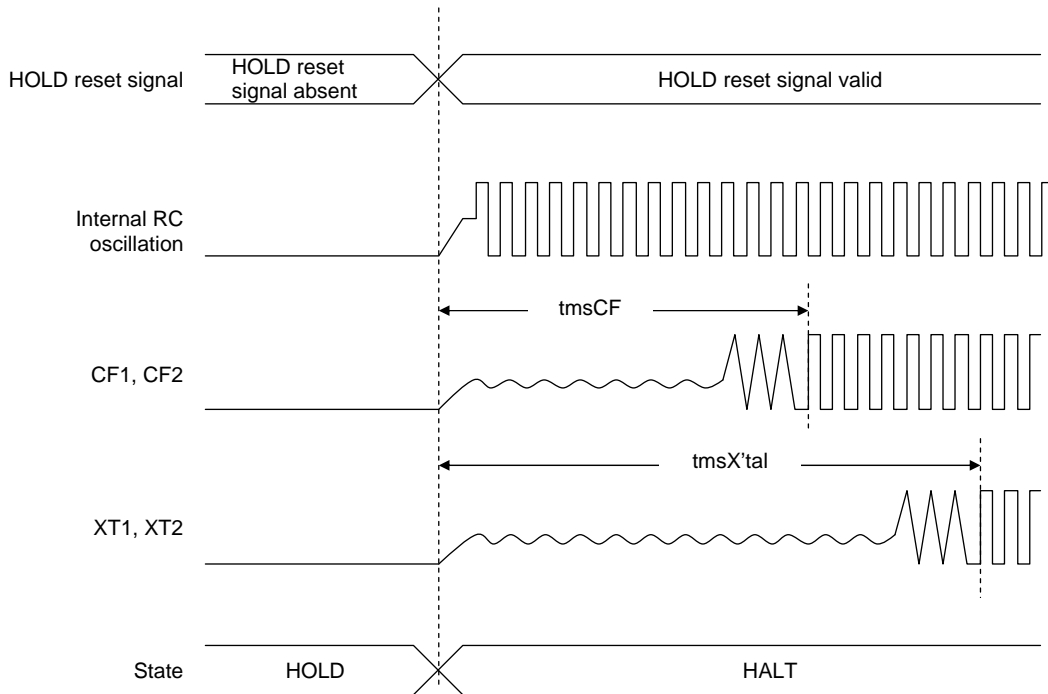 HOLD reset signal
HOLD reset
signal absent
HOLD reset signal valid
Internal RC
oscillation
tmsCF
CF1, CF2
tmsX'tal
XT1, XT2
State
HOLD
HALT